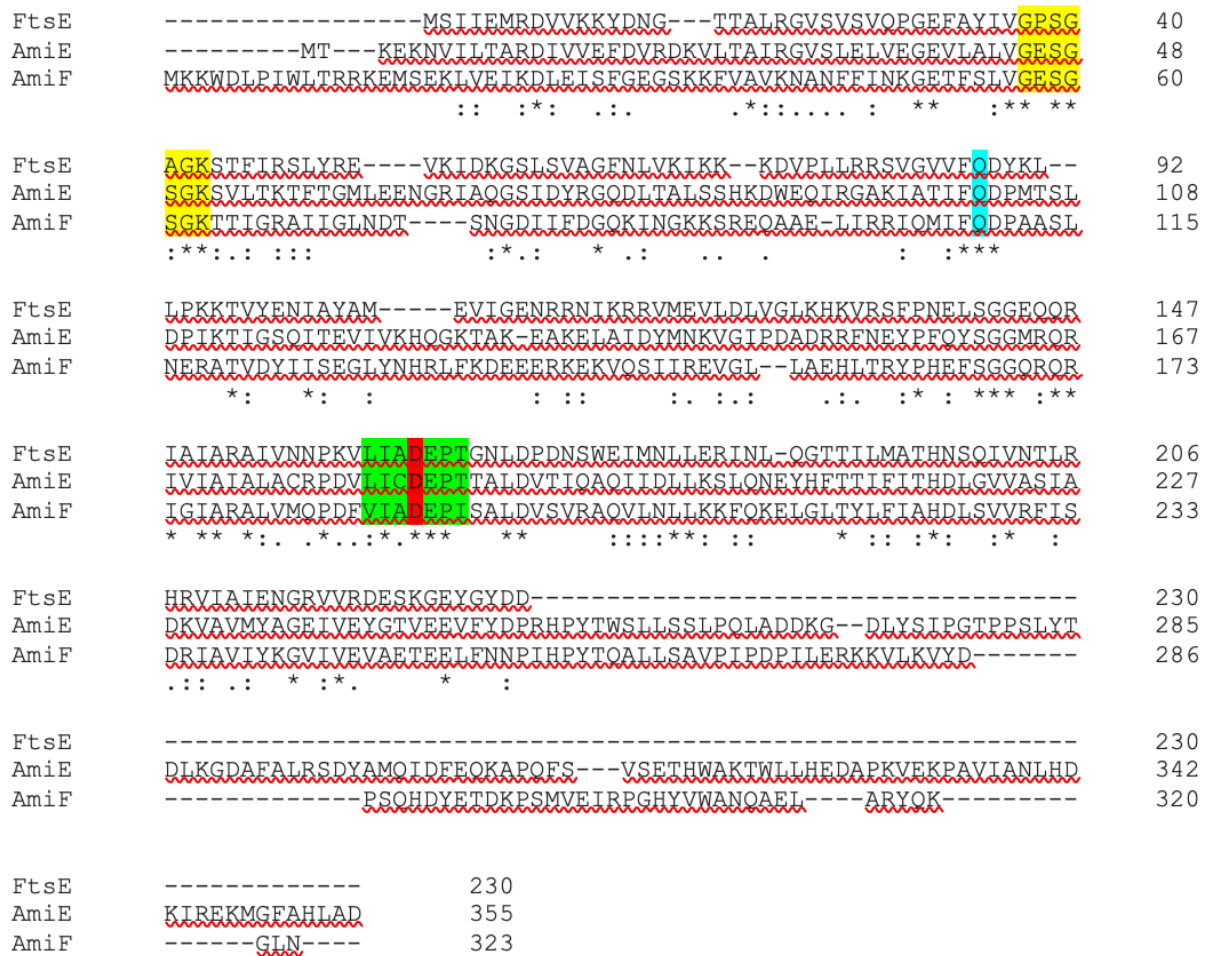 FtsE -----------------MSIIEMRDVVKKYDNG---TTALRGVSVSVQPGEFAYIVGPSG 40
AmiE ---------MT---KEKNVILTARDIVVEFDVRDKVLTAIRGVSLELVEGEVLALVGESG 48
AmiF MKKWDLPIWLTRRKEMSEKLVEIKDLEISFGEGSKKFVAVKNANFFINKGETFSLVGESG 60
:: :*: .:. .*::.... : ** :** **
FtsE AGKSTFIRSLYRE----VKIDKGSLSVAGFNLVKIKK--KDVPLLRRSVGVVFQDYKL-- 92
AmiE SGKSVLTKTFTGMLEENGRIAQGSIDYRGQDLTALSSHKDWEQIRGAKIATIFQDPMTSL 108
AmiF SGKTTIGRAIIGLNDT----SNGDIIFDGQKINGKKSREQAAE-LIRRIQMIFQDPAASL 115
:**:.: ::: :*.: * .: .. . : :***
FtsE LPKKTVYENIAYAM-----EVIGENRRNIKRRVMEVLDLVGLKHKVRSFPNELSGGEQQR 147
AmiE DPIKTIGSQITEVIVKHQGKTAK-EAKELAIDYMNKVGIPDADRRFNEYPFQYSGGMRQR 167
AmiF NERATVDYIISEGLYNHRLFKDEEERKEKVQSIIREVGL--LAEHLTRYPHEFSGGQRQR 173
*: *: : : :: :. :.: .:. :* : *** :**
FtsE IAIARAIVNNPKVLIADEPTGNLDPDNSWEIMNLLERINL-QGTTILMATHNSQIVNTLR 206
AmiE IVIAIALACRPDVLICDEPTTALDVTIQAQIIDLLKSLQNEYHFTTIFITHDLGVVASIA 227
AmiF IGIARALVMQPDFVIADEPISALDVSVRAQVLNLLKKFQKELGLTYLFIAHDLSVVRFIS 233
* ** *:. .*..:*.*** ** ::::**: :: * :: :*: :* :
FtsE HRVIAIENGRVVRDESKGEYGYDD------------------------------------ 230
AmiE DKVAVMYAGEIVEYGTVEEVFYDPRHPYTWSLLSSLPQLADDKG--DLYSIPGTPPSLYT 285
AmiF DRIAVIYKGVIVEVAETEELFNNPIHPYTQALLSAVPIPDPILERKKVLKVYD------- 286
.:: .: * :*. * :
FtsE ------------------------------------------------------------ 230
AmiE DLKGDAFALRSDYAMQIDFEQKAPQFS---VSETHWAKTWLLHEDAPKVEKPAVIANLHD 342
AmiF -------------PSQHDYETDKPSMVEIRPGHYVWANQAEL----ARYQK--------- 320
FtsE ------------- 230
AmiE KIREKMGFAHLAD 355
AmiF ------GLN---- 323